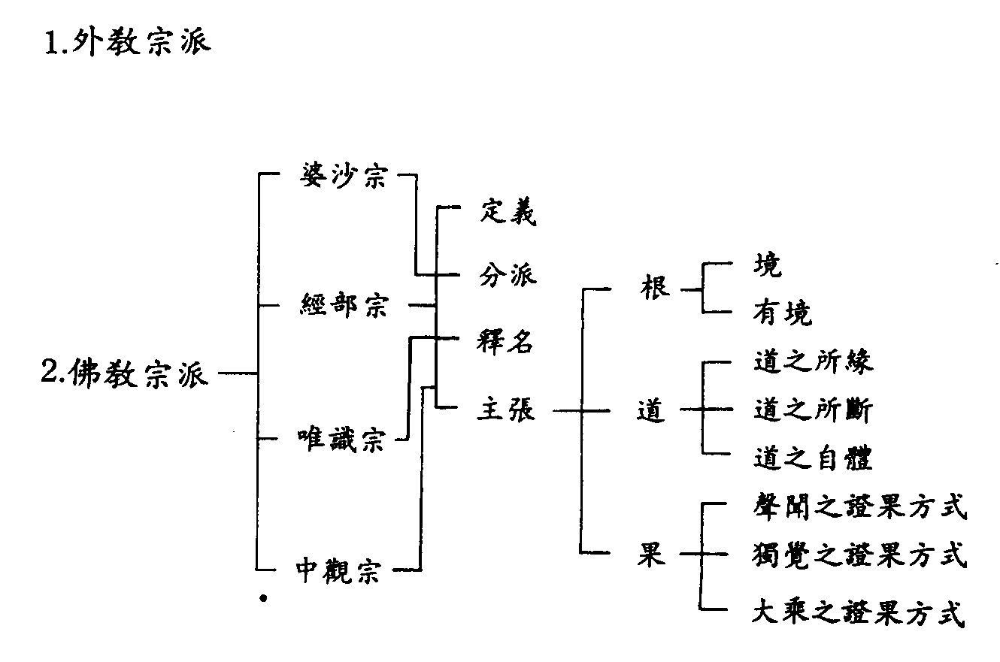 1.外教宗派
2.佛教宗派
婆沙宗
經部宗
唯識宗
中觀宗
定義
分派
釋名
主張
根
境
有境
道
道之所緣
道之所斷
道之自體
果
聲聞之證果方式
獨覺之證果方式
大乘之證果方式